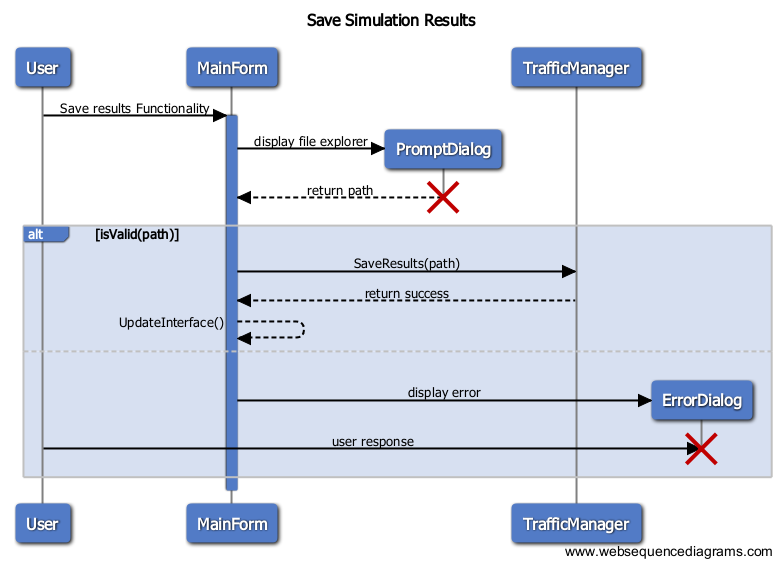 Save Simulation Results
User
MainForm
TrafficManager
Save results Functionality
display file explorer
PromptDialog
return path
alt
[isValid(path)]
SaveResults(path)
return success
UpdateInterface()
display error
ErrorDialog
user response
User
MainForm
TrafficManager
www.websequencediagrams.com